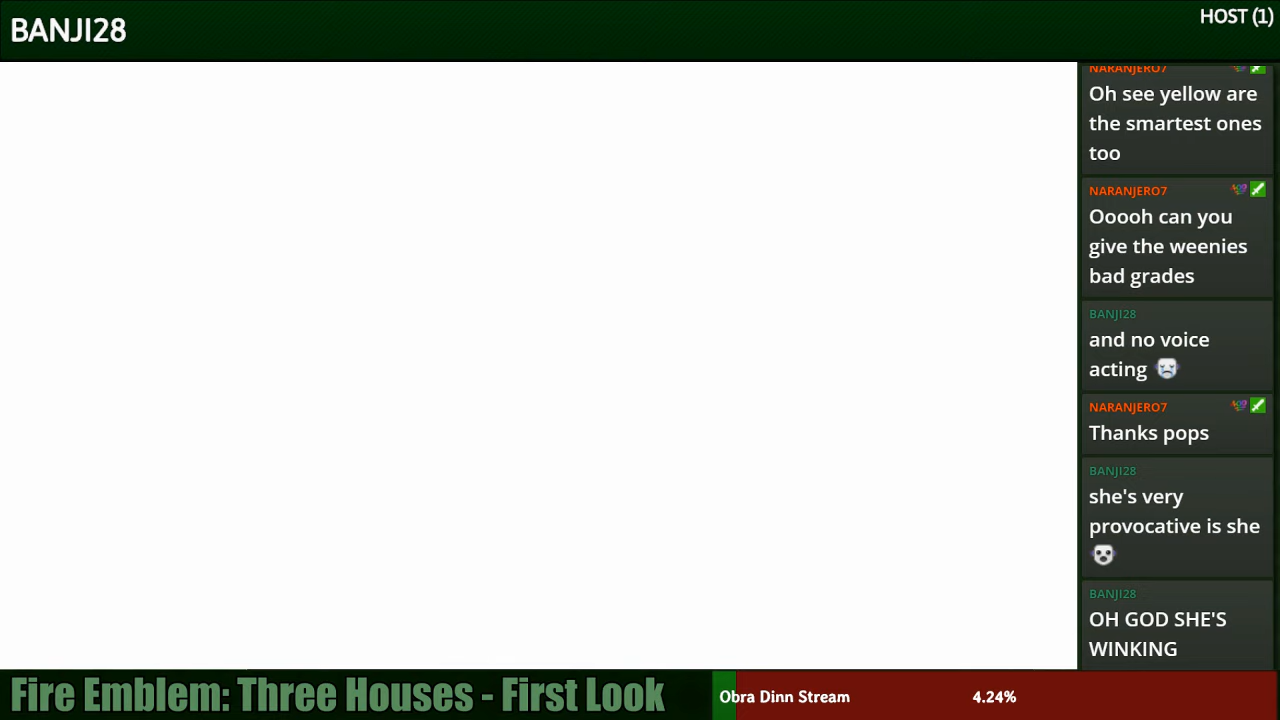 BANJI28
HOST (1)
NARANJERO7
Oh see yellow are
the smartest ones
too
NARANJERO7
Ooooh can you
give the weenies
bad grades
BANJI28
and no voice
acting
NARANJERO7
Thanks pops
BANJI28
she's very
provocative is she
BANJI28
OH GOD SHE'S
WINKING
Fire Emblem: Three Houses - First Look
Obra Dinn Stream 4.24%